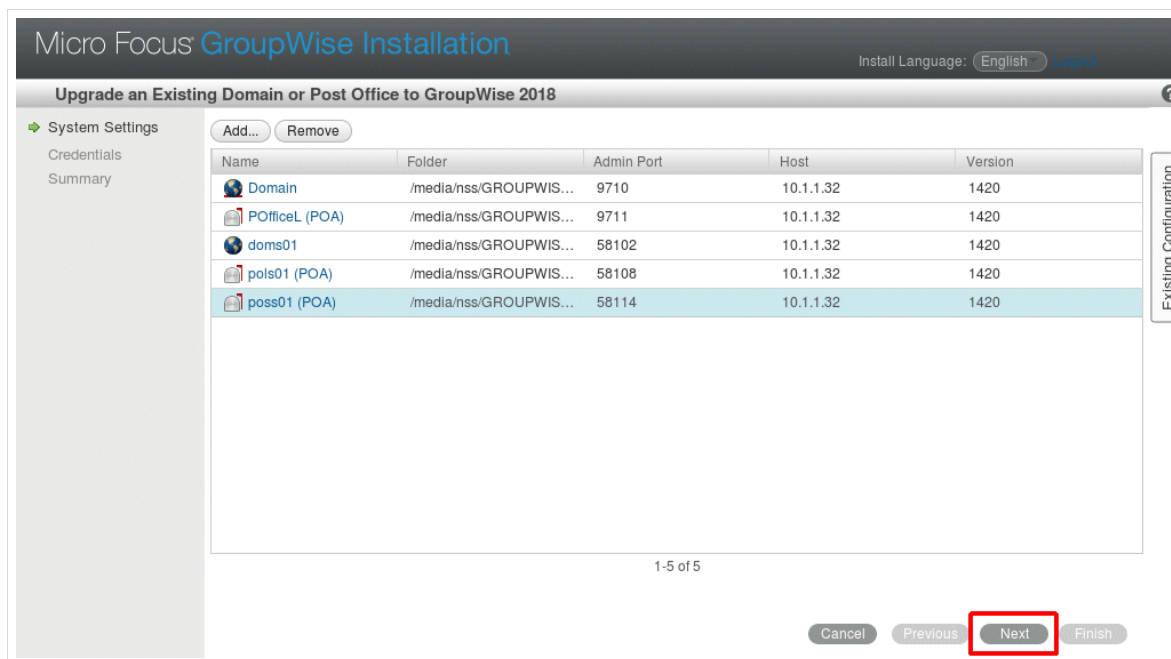 Micro Focus GroupWise Installation
Install Language: English Logout
Upgrade an Existing Domain or Post Office to GroupWise 2018
System Settings
Credentials
Summary
Add... Remove
Name Folder Admin Port Host Version
Domain /media/nss/GROUPWIS... 9710 10.1.1.32 1420
POfficeL (POA) /media/nss/GROUPWIS... 9711 10.1.1.32 1420
doms01 /media/nss/GROUPWIS... 58102 10.1.1.32 1420
pols01 (POA) /media/nss/GROUPWIS... 58108 10.1.1.32 1420
poss01 (POA) /media/nss/GROUPWIS... 58114 10.1.1.32 1420
1-5 of 5
Cancel Previous Next Finish
Existing Configuration